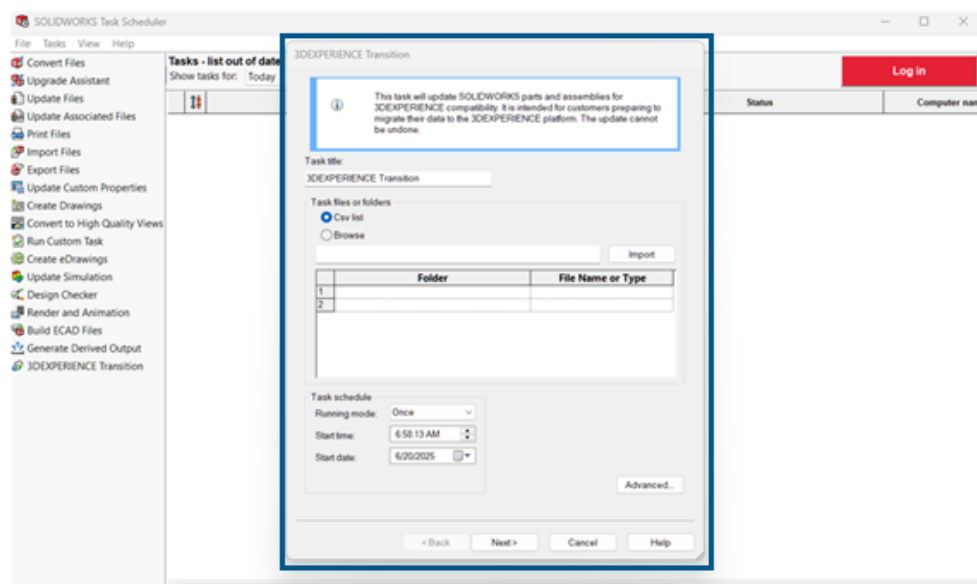 SOLIDWORKS Task Scheduler
File Tasks View Help
Convert Files
Upgrade Assistant
Update Files
Update Associated Files
Print Files
Import Files
Export Files
Update Custom Properties
Create Drawings
Convert to High Quality Views
Run Custom Task
Create eDrawings
Update Simulation
Design Checker
Render and Animation
Build ECAD Files
Generate Derived Output
3DEXPERIENCE Transition
Tasks - list out of date
Show tasks for: Today
Log in
Status
Computer nam
3DEXPERIENCE Transition
This task will update SOLIDWORKS parts and assemblies for
3DEXPERIENCE compatibility. It is intended for customers preparing to
migrate their data to the 3DEXPERIENCE platform. The update cannot
be undone.
Task title:
3DEXPERIENCE Transition
Task files or folders
Csv list
Browse
Import
Folder File Name or Type
1
2
Task schedule
Running mode: Once
Start time: 6:58:13 AM
Start date: 6/20/2025
Advanced...
< Back Next > Cancel Help